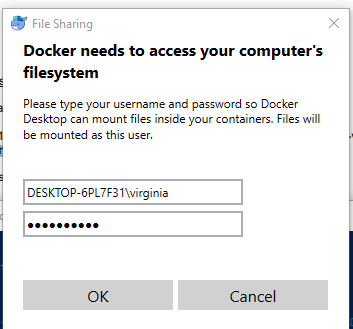 File Sharing
Docker needs to access your computer's
filesystem
Please type your username and password so Docker
Desktop can mount files inside your containers. Files will
be mounted as this user.
DESKTOP-6PL7F31\virginia
●●●●●●●●●●
OK
Cancel